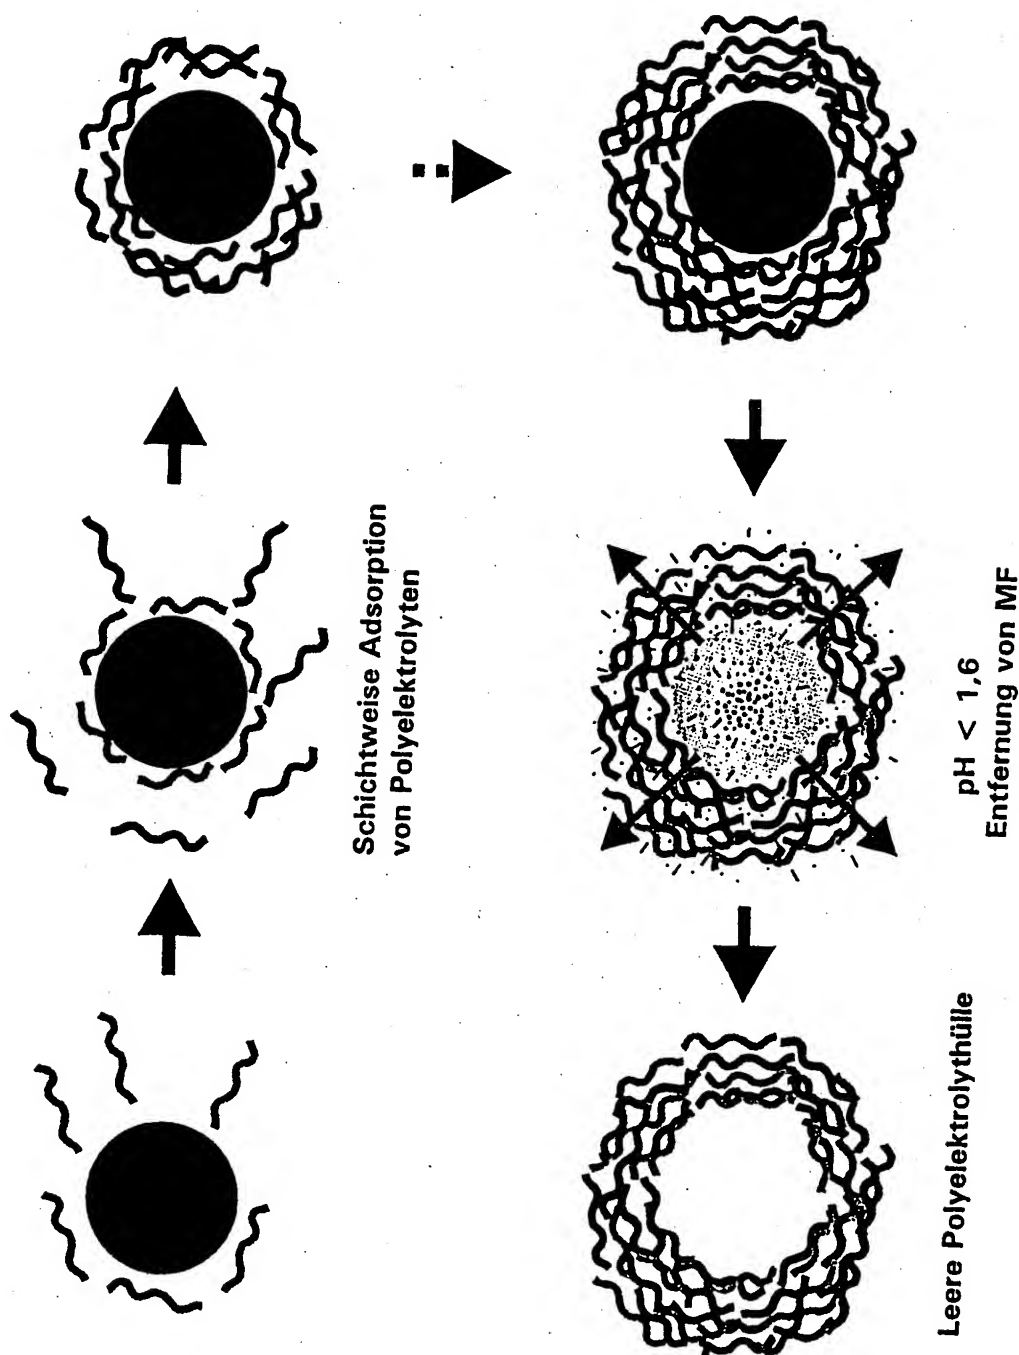 Schichtweise Adsorption
von Polyelektrolyten
pH < 1,6
Entfernung von MF
Leere Polyelektrolythülle